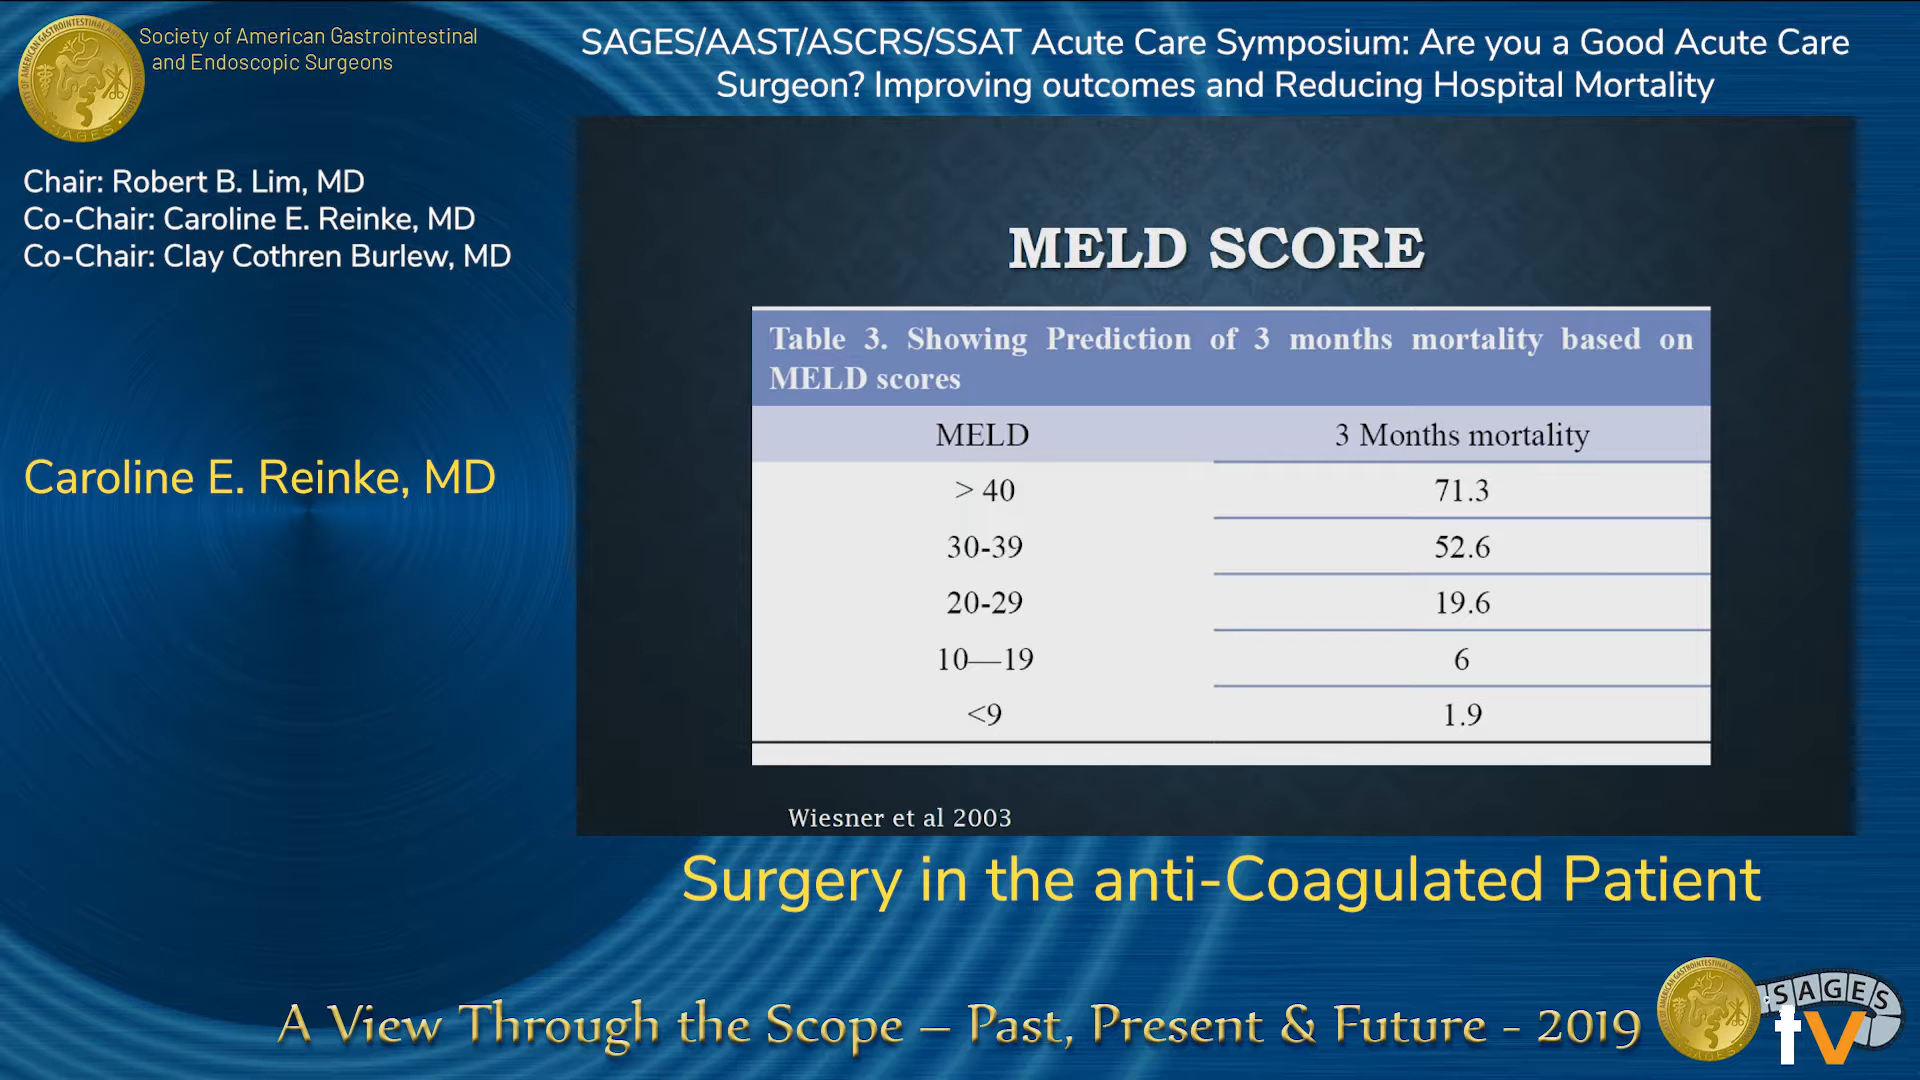 Society of American Gastrointestinal
and Endoscopic Surgeons
SAGES/AAST/ASCRS/SSAT Acute Care Symposium: Are you a Good Acute Care
Surgeon? Improving outcomes and Reducing Hospital Mortality
Chair: Robert B. Lim, MD
Co-Chair: Caroline E. Reinke, MD
Co-Chair: Clay Cothren Burlew, MD
Caroline E. Reinke, MD
MELD SCORE
Table 3. Showing Prediction of 3 months mortality based on
MELD scores
MELD 3 Months mortality
> 40 71.3
30-39 52.6
20-29 19.6
10—19 6
<9 1.9
Wiesner et al 2003
Surgery in the anti-Coagulated Patient
A View Through the Scope – Past, Present & Future - 2019
SAGES
tv